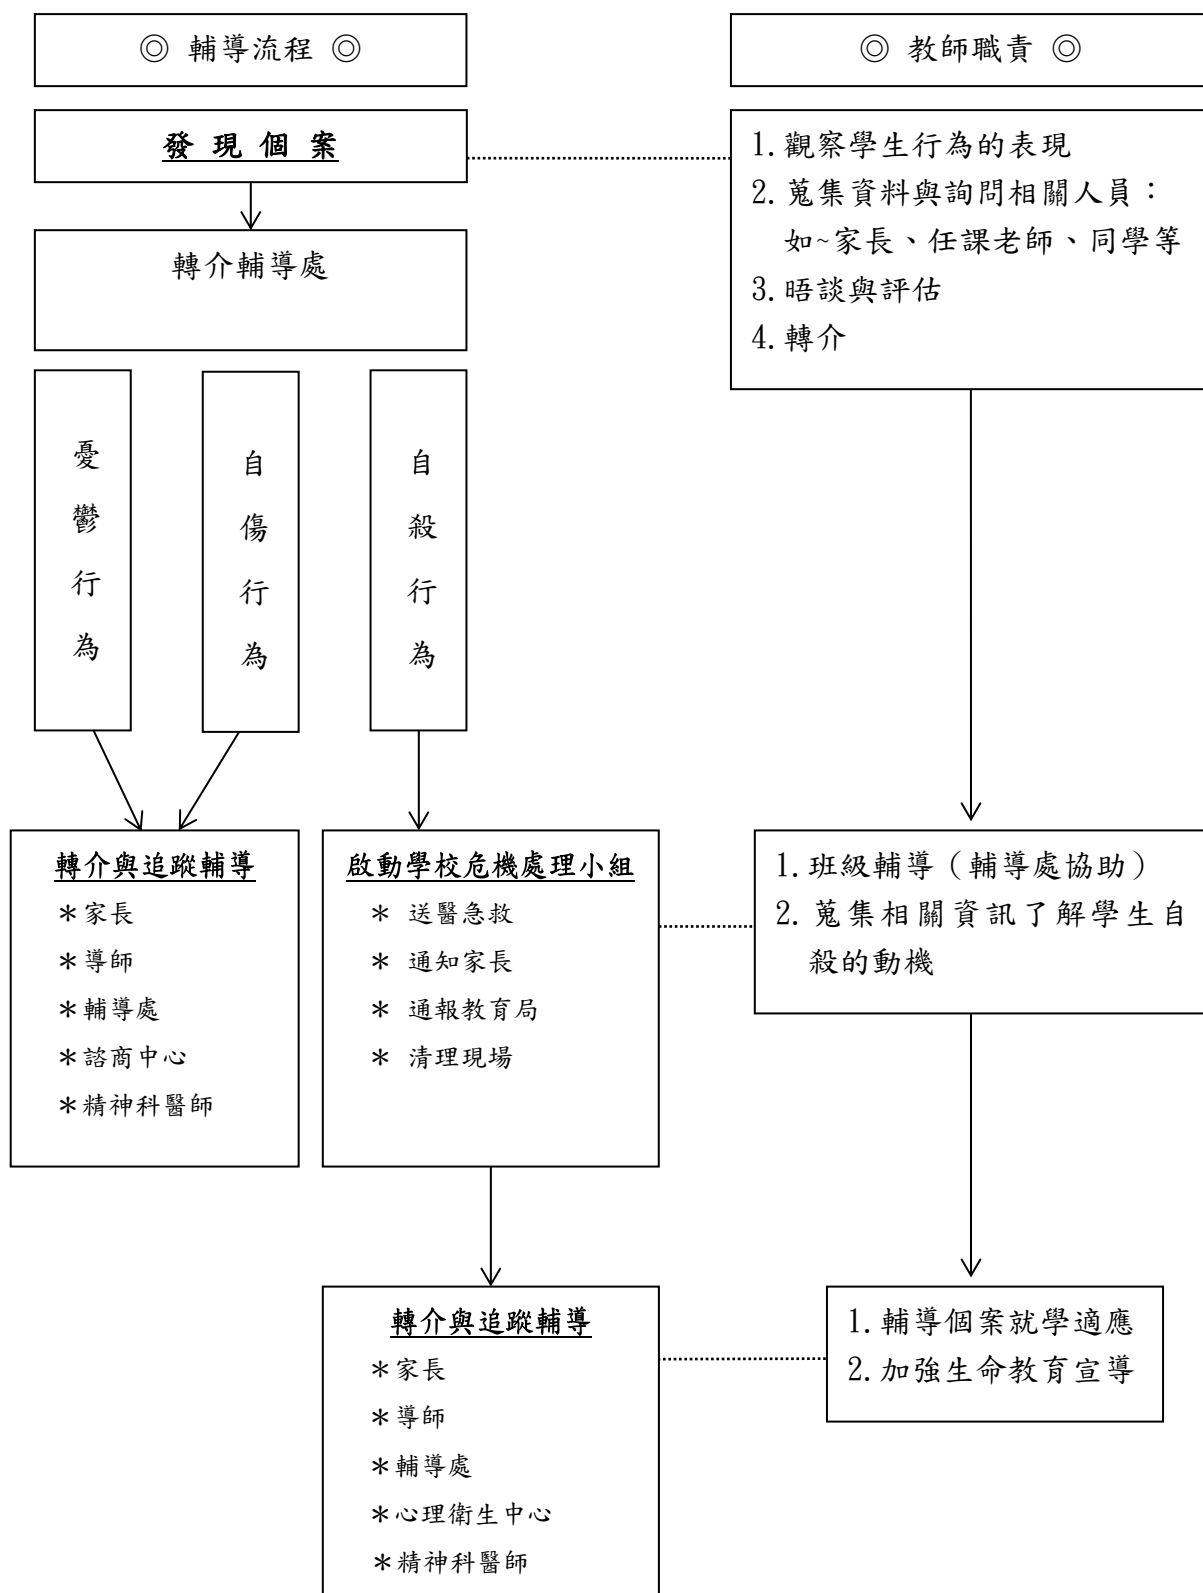 ◎ 輔導流程 ◎
◎ 教師職責 ◎
發 現 個 案
1.觀察學生行為的表現
2.蒐集資料與詢問相關人員：
如~家長、任課老師、同學等
3.晤談與評估
4.轉介
轉介輔導處
憂鬱行為
自傷行為
自殺行為
轉介與追蹤輔導
＊家長
＊導師
＊輔導處
＊諮商中心
＊精神科醫師
啟動學校危機處理小組
＊ 送醫急救
＊ 通知家長
＊ 通報教育局
＊ 清理現場
1.班級輔導（輔導處協助）
2.蒐集相關資訊了解學生自
殺的動機
轉介與追蹤輔導
＊家長
＊導師
＊輔導處
＊心理衛生中心
＊精神科醫師
1.輔導個案就學適應
2.加強生命教育宣導